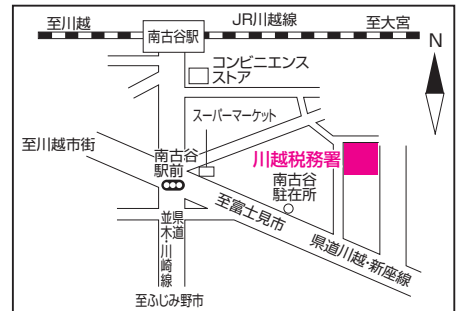 至川越
JR川越線
至大宮
南古谷駅
N
コンビニエンス
ストア
スーパーマーケット
至川越市街
南古谷
駅前
川越税務署
南古谷
駐在所
至富士見市
県道川越・新座線
県道
並木・川崎線
至ふじみ野市